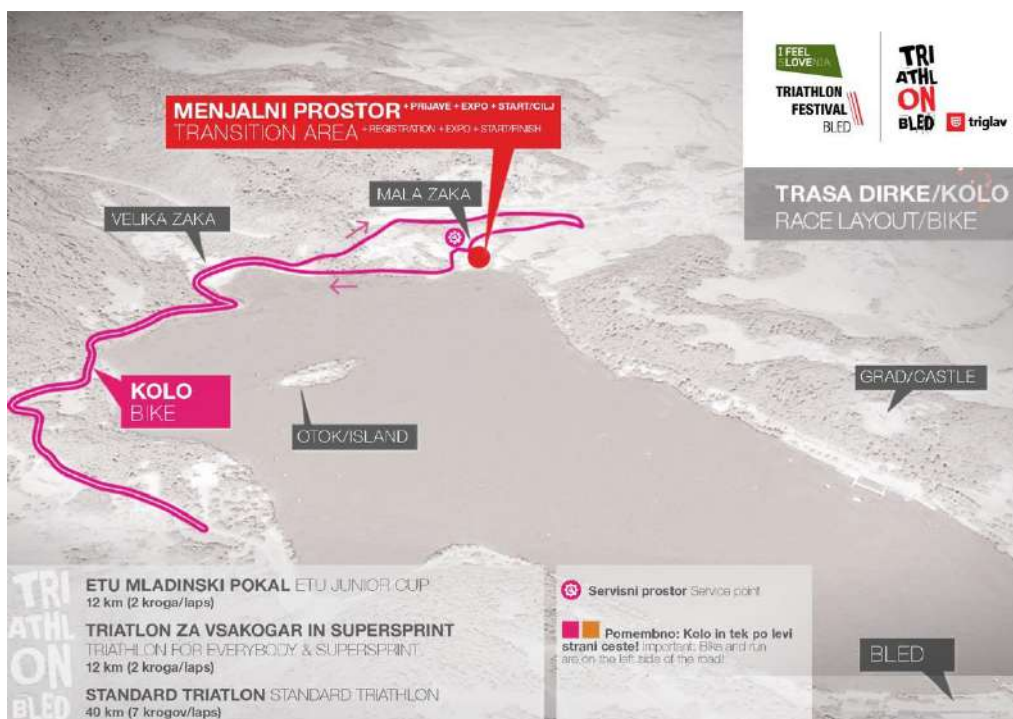 I FEEL
SLOVENIA
TRIATHLON
FESTIVAL
BLED
TRI
ATHL
ON
BLED
triglav
MENJALNI PROSTOR + PRIJAVE + EXPO + START/CILJ
TRANSITION AREA + REGISTRATION + EXPO + START/FINISH
TRASA DIRKE/KOLO
RACE LAYOUT/BIKE
MALA ZAKA
VELIKA ZAKA
KOLO
BIKE
OTOK/ISLAND
GRAD/CASTLE
BLED
TRI
ATHL
ON
BLED
ETU MLADINSKI POKAL ETU JUNIOR CUP
12 km (2 kroga/laps)
TRIATLON ZA VSAKOGAR IN SUPERSPRINT
TRIATHLON FOR EVERYBODY & SUPERSPRINT
12 km (2 kroga/laps)
STANDARD TRIATLON STANDARD TRIATHLON
40 km (7 krogov/laps)
Servisni prostor Service point
Pomembno: Kolo in tek po levi
strani ceste! Important: Bike and run
are on the left side of the road!